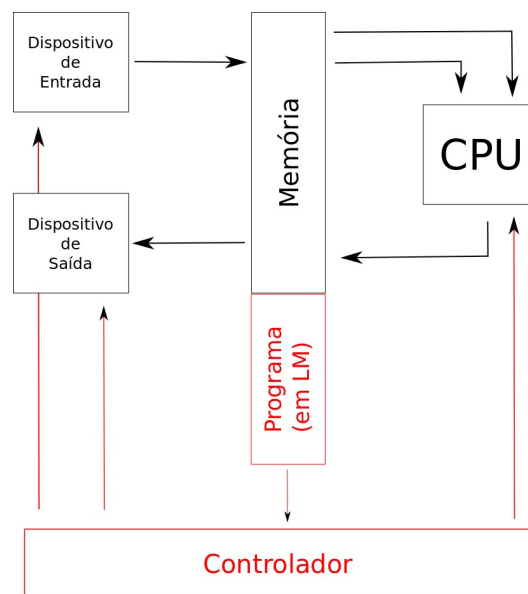 Dispositivo
de
Entrada
Memória
CPU
Dispositivo
de
Saída
Programa
(em LM)
Controlador